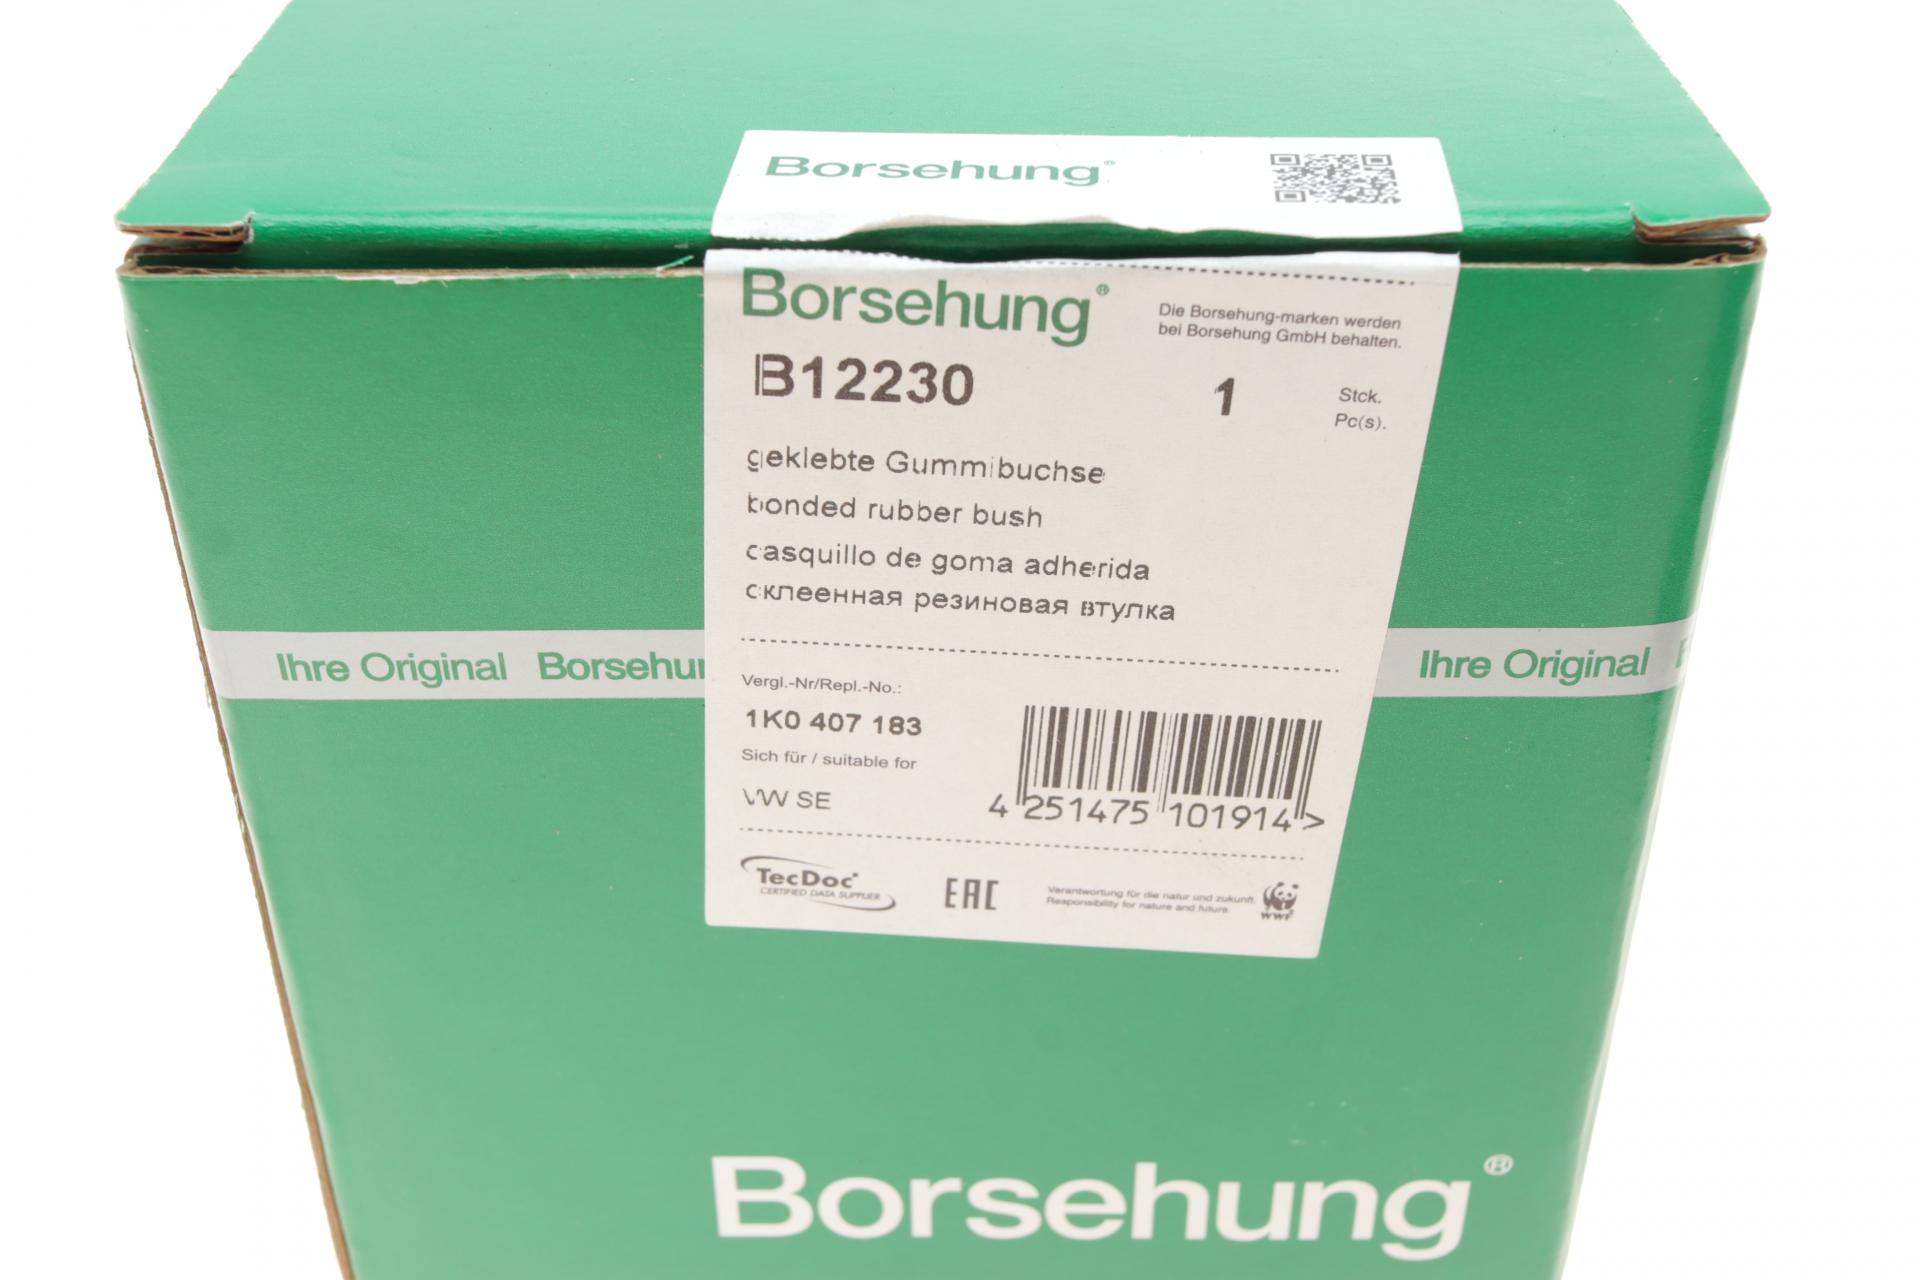 Borsehung®
Borsehung®
Die Borsehung-marken werden
bei Borsehung GmbH behalten.
B12230 1 Stck.
Pc(s).
geklebte Gummibuchse
bonded rubber bush
casquillo de goma adherida
склеенная резиновая втулка
Ihre Original Borsehun
Ihre Original
Vergl.-Nr/Repl.-No.:
1K0 407 183
Sich für / suitable for
VW SE
4 251475 101914 >
TecDoc®
CERTIFIED DATA SUPPLIER
EAC
Verantwortung für die natur und zukunft.
Responsibility for nature and future.
WWF®
Borsehung®